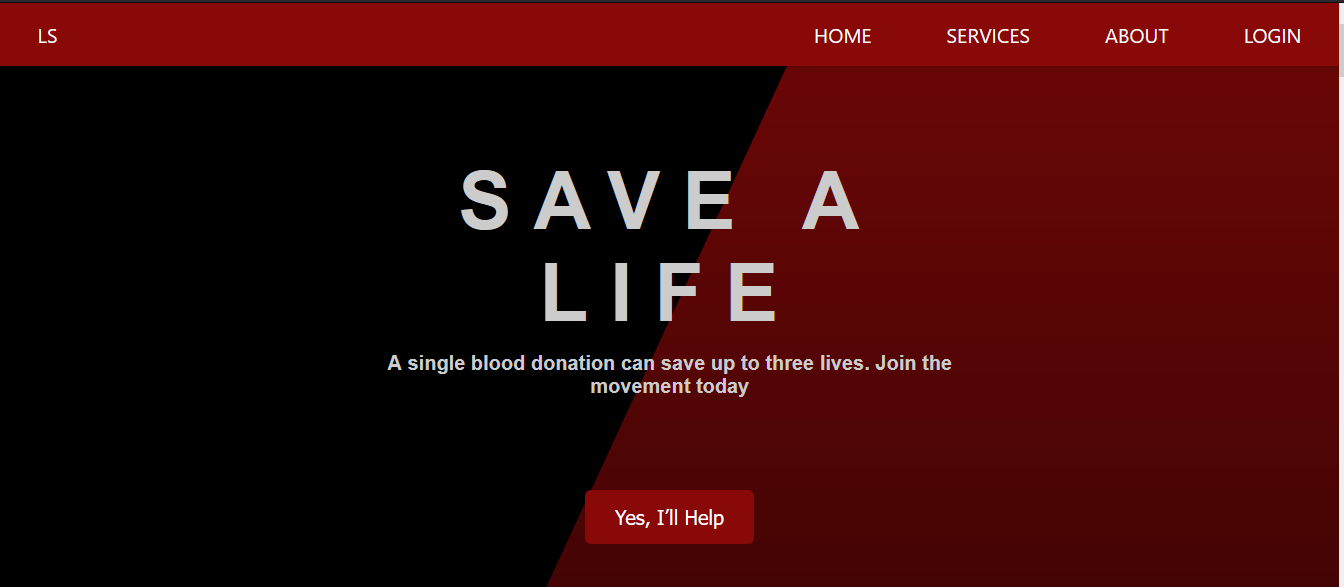 LS
HOME SERVICES ABOUT LOGIN
SAVE A
LIFE
A single blood donation can save up to three lives. Join the
movement today
Yes, I’ll Help